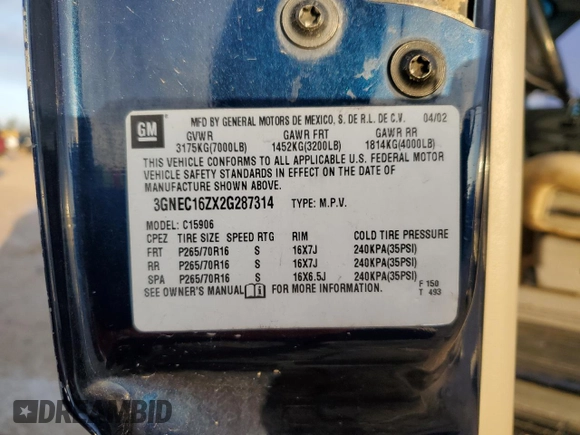 GM
MFD BY GENERAL MOTORS DE MEXICO, S. DE R.L. DE C.V. 04/02
GVWR GAWR FRT GAWR RR
3175KG(7000LB) 1452KG(3200LB) 1814KG(4000LB)
THIS VEHICLE CONFORMS TO ALL APPLICABLE U.S. FEDERAL MOTOR
VEHICLE SAFETY STANDARDS IN EFFECT ON THE DATE OF
MANUFACTURE SHOWN ABOVE.
3GNEC16ZX2G287314 TYPE: M.P.V.
MODEL: C15906
CPEZ TIRE SIZE SPEED RTG RIM COLD TIRE PRESSURE
FRT P265/70R16 S 16X7J 240KPA(35PSI)
RR P265/70R16 S 16X7J 240KPA(35PSI)
SPA P265/70R16 S 16X6.5J 240KPA(35PSI)
SEE OWNER'S MANUAL FOR MORE INFORMATION.
F 150
T 493
DREAMBID